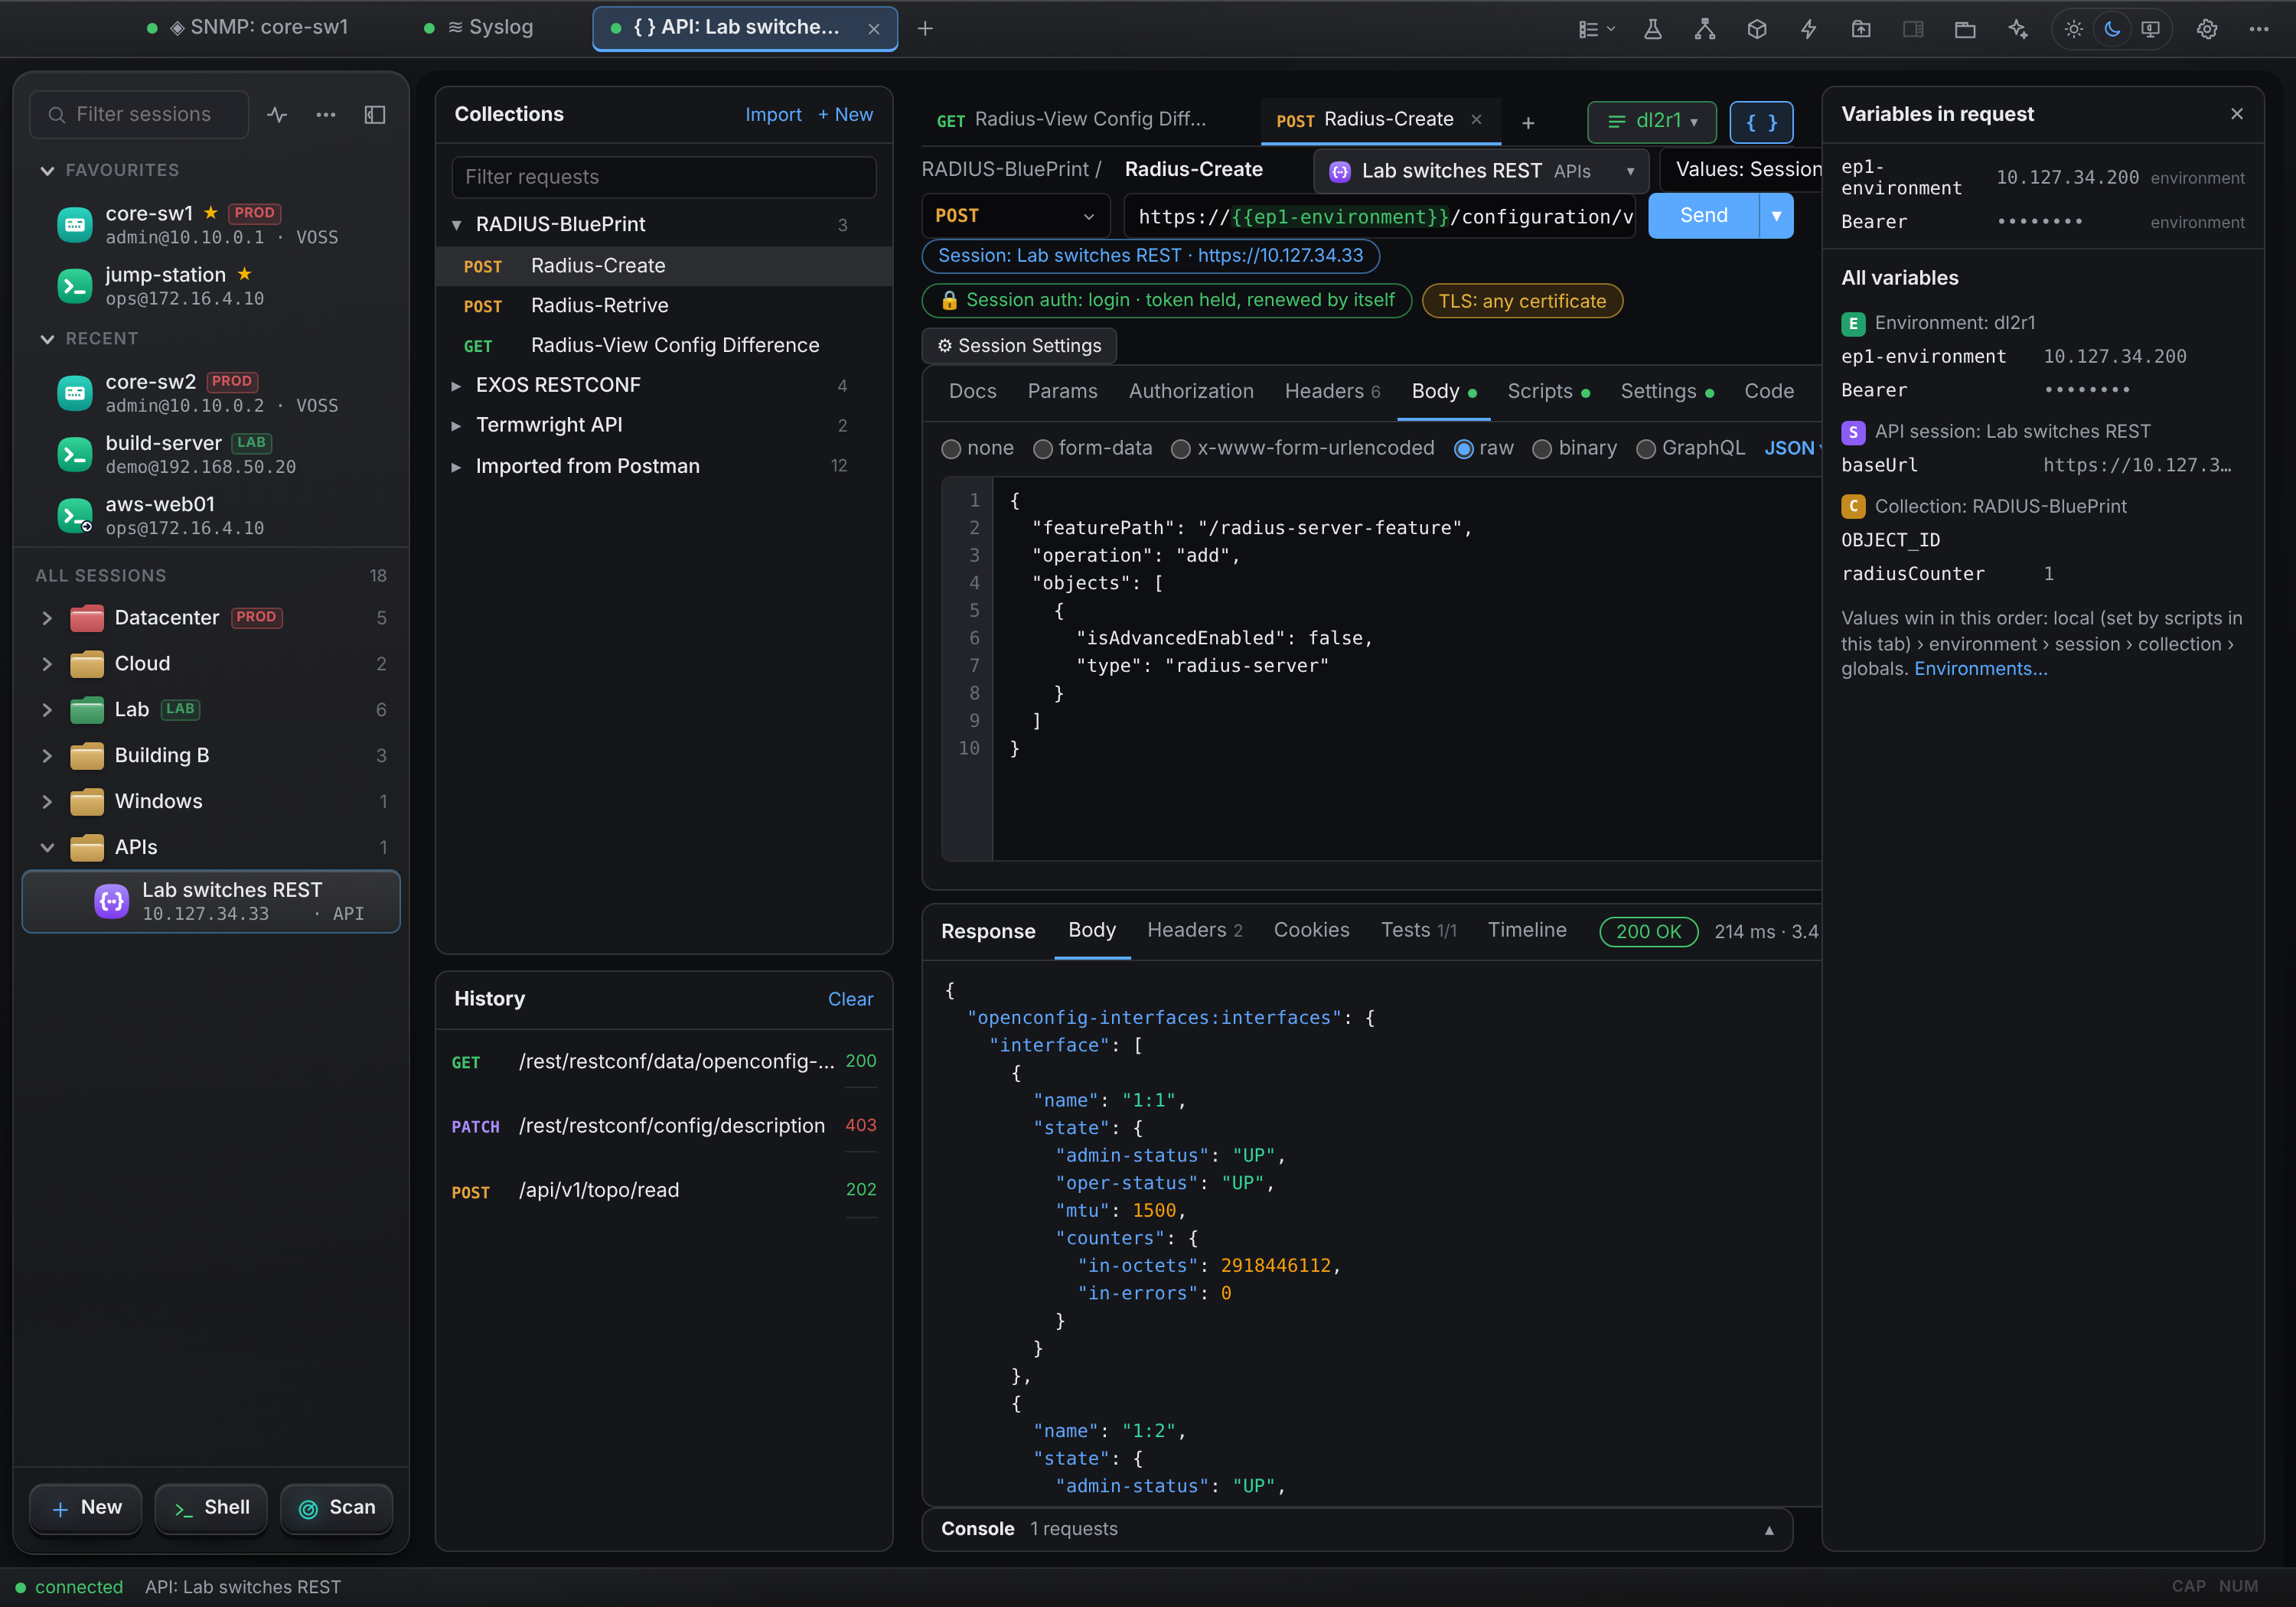 ◈ SNMP: core-sw1
≋ Syslog
{ } API: Lab switche... ×
+
Filter sessions
FAVOURITES
core-sw1 ★ PROD
admin@10.10.0.1 · VOSS
jump-station ★
ops@172.16.4.10
RECENT
core-sw2 PROD
admin@10.10.0.2 · VOSS
build-server LAB
demo@192.168.50.20
aws-web01
ops@172.16.4.10
ALL SESSIONS 18
Datacenter PROD 5
Cloud 2
Lab LAB 6
Building B 3
Windows 1
APIs 1
Lab switches REST
10.127.34.33 · API
+ New
>_ Shell
Scan
Collections Import + New
Filter requests
▼ RADIUS-BluePrint 3
POST Radius-Create
POST Radius-Retrive
GET Radius-View Config Difference
▶ EXOS RESTCONF 4
▶ Termwright API 2
▶ Imported from Postman 12
History Clear
GET /rest/restconf/data/openconfig-... 200
PATCH /rest/restconf/config/description 403
POST /api/v1/topo/read 202
GET Radius-View Config Diff...
POST Radius-Create ×
+
dl2r1 ▾
{ }
RADIUS-BluePrint / Radius-Create
Lab switches REST APIs ▾
Values: Session
POST
https://{{ep1-environment}}/configuration/v
Send ▼
Session: Lab switches REST · https://10.127.34.33
🔒 Session auth: login · token held, renewed by itself
TLS: any certificate
⚙ Session Settings
Docs Params Authorization Headers 6 Body Scripts Settings Code
none form-data x-www-form-urlencoded raw binary GraphQL JSON
1 {
2 "featurePath": "/radius-server-feature",
3 "operation": "add",
4 "objects": [
5 {
6 "isAdvancedEnabled": false,
7 "type": "radius-server"
8 }
9 ]
10 }
Response Body Headers 2 Cookies Tests 1/1 Timeline 200 OK 214 ms · 3.4
{
"openconfig-interfaces:interfaces": {
"interface": [
{
"name": "1:1",
"state": {
"admin-status": "UP",
"oper-status": "UP",
"mtu": 1500,
"counters": {
"in-octets": 2918446112,
"in-errors": 0
}
}
},
{
"name": "1:2",
"state": {
"admin-status": "UP",
Console 1 requests ▲
Variables in request ×
ep1-environment 10.127.34.200 environment
Bearer •••••••• environment
All variables
E Environment: dl2r1
ep1-environment 10.127.34.200
Bearer ••••••••
S API session: Lab switches REST
baseUrl https://10.127.3...
C Collection: RADIUS-BluePrint
OBJECT_ID
radiusCounter 1
Values win in this order: local (set by scripts in
this tab) › environment › session › collection ›
globals. Environments...
connected API: Lab switches REST
CAP NUM